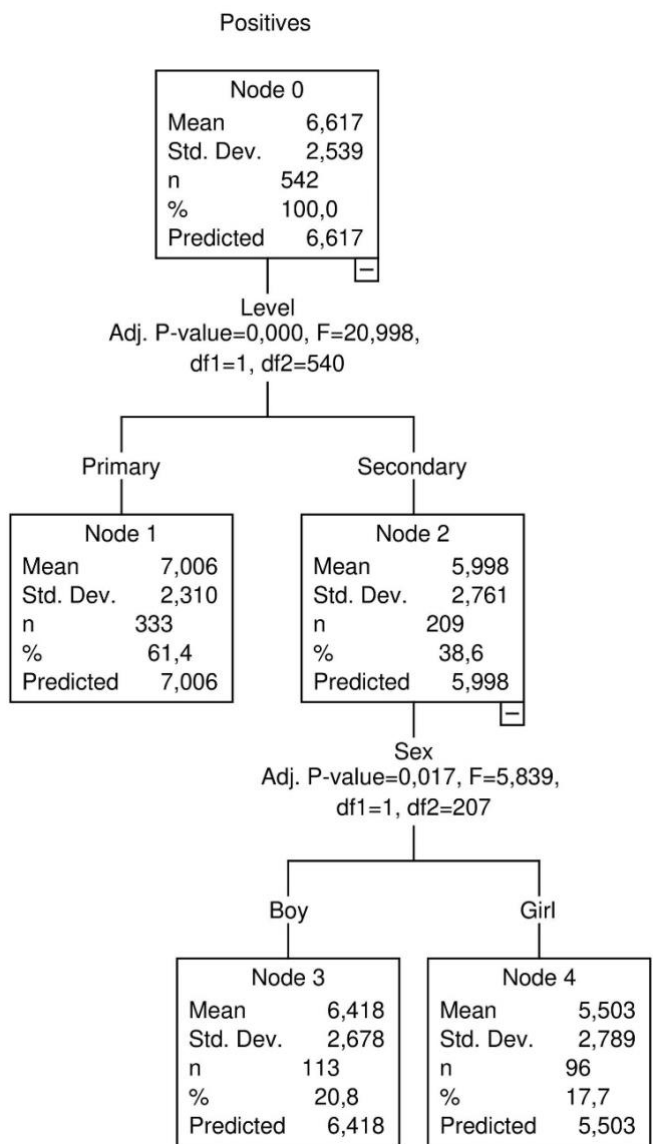 Positives
Node 0
Mean 6,617
Std. Dev. 2,539
n 542
% 100,0
Predicted 6,617
Level
Adj. P-value=0,000, F=20,998,
df1=1, df2=540
Primary
Secondary
Node 1
Mean 7,006
Std. Dev. 2,310
n 333
% 61,4
Predicted 7,006
Node 2
Mean 5,998
Std. Dev. 2,761
n 209
% 38,6
Predicted 5,998
Sex
Adj. P-value=0,017, F=5,839,
df1=1, df2=207
Boy
Girl
Node 3
Mean 6,418
Std. Dev. 2,678
n 113
% 20,8
Predicted 6,418
Node 4
Mean 5,503
Std. Dev. 2,789
n 96
% 17,7
Predicted 5,503